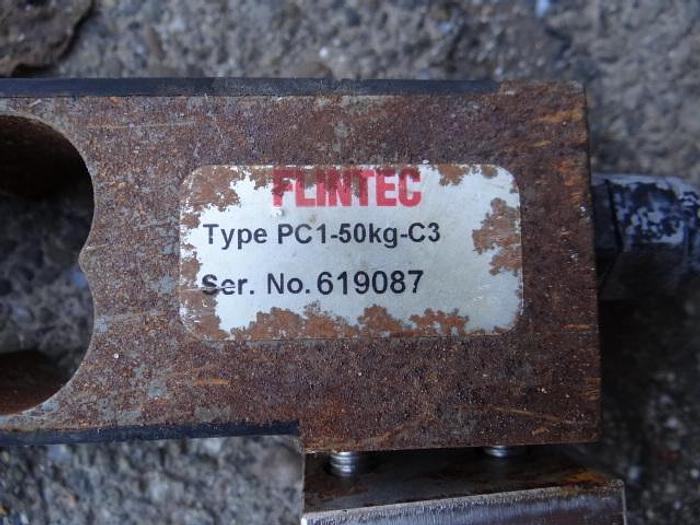 FLINTEC
Type PC1-50kg-C3
Ser. No. 619087